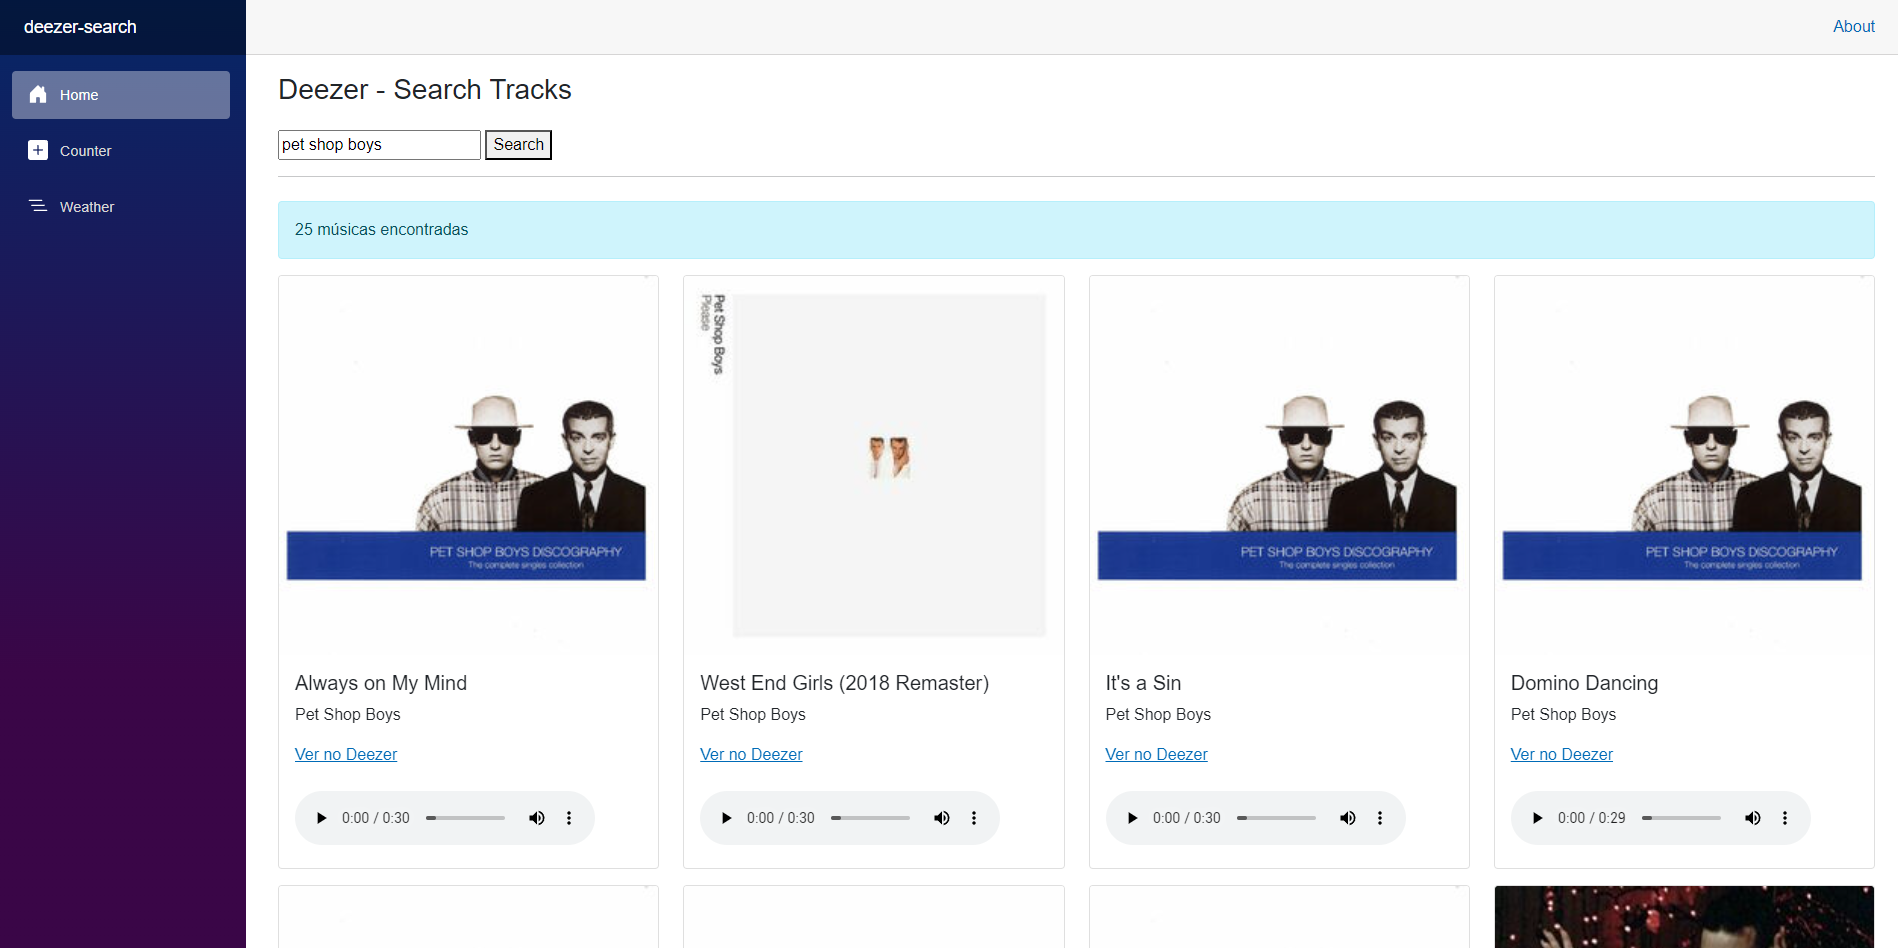 deezer-search
About
Home
Counter
Weather
Deezer - Search Tracks
pet shop boys
Search
25 músicas encontradas
PET SHOP BOYS DISCOGRAPHY
The complete singles collection
Always on My Mind
Pet Shop Boys
Ver no Deezer
0:00 / 0:30
Pet Shop Boys
Please
West End Girls (2018 Remaster)
Pet Shop Boys
Ver no Deezer
0:00 / 0:30
PET SHOP BOYS DISCOGRAPHY
The complete singles collection
It's a Sin
Pet Shop Boys
Ver no Deezer
0:00 / 0:30
PET SHOP BOYS DISCOGRAPHY
The complete singles collection
Domino Dancing
Pet Shop Boys
Ver no Deezer
0:00 / 0:29